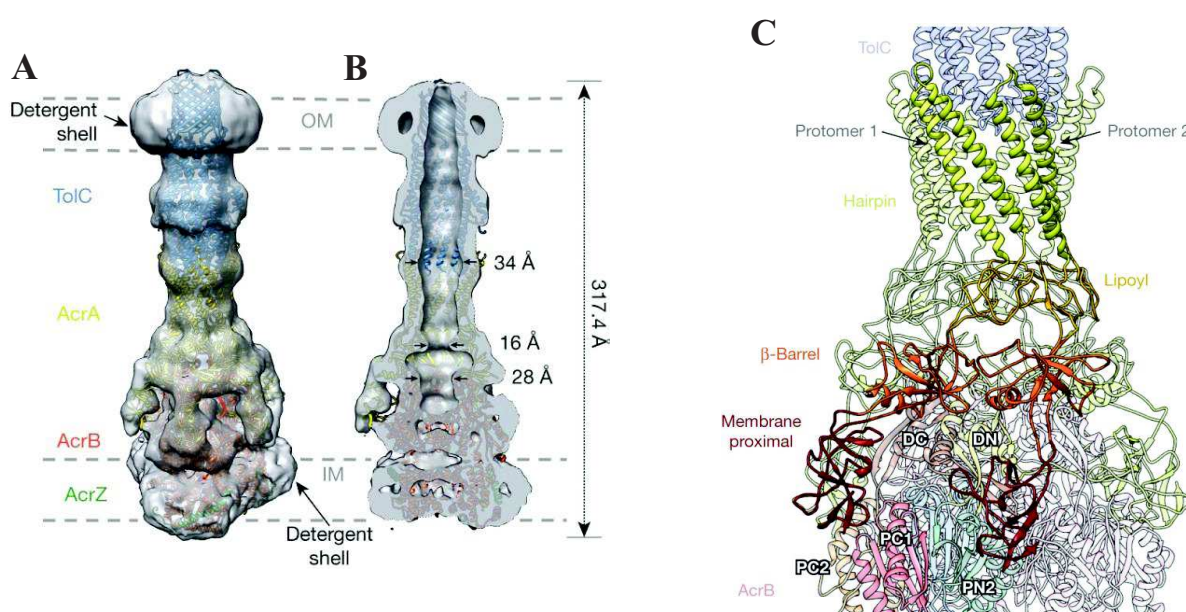 A
B
C
Detergent
shell
OM
TolC
AcrA
AcrB
IM
AcrZ
Detergent
shell
34 Å
16 Å
28 Å
317.4 Å
TolC
Protomer 1
Protomer 2
Hairpin
Lipoyl
β-Barrel
Membrane
proximal
DC
DN
PC1
PC2
PN2
AcrB